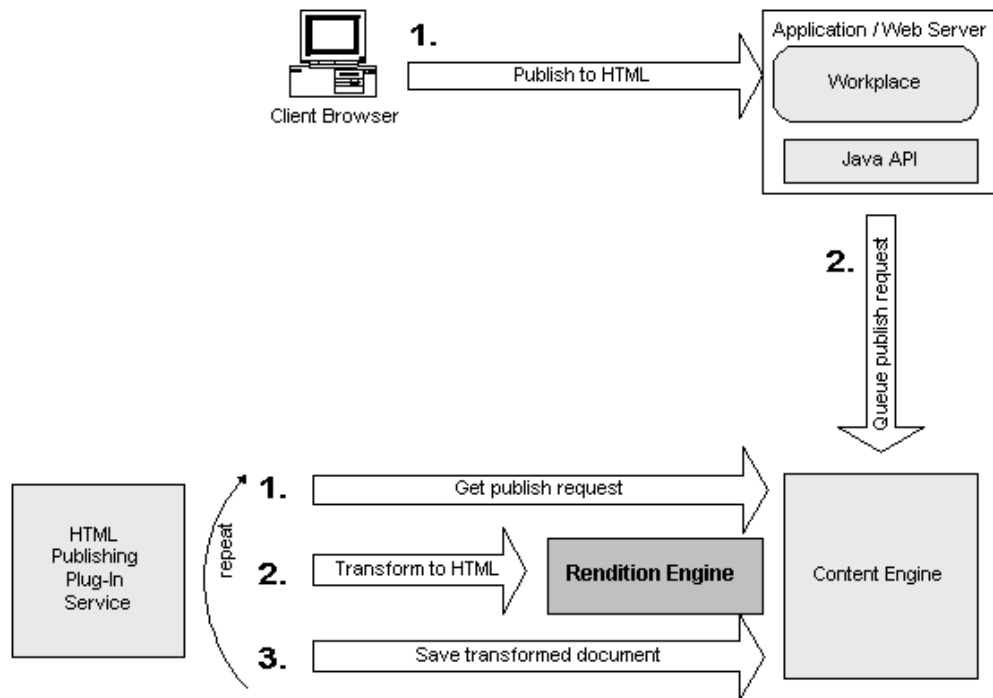 1.
Publish to HTML
Client Browser
Application / Web Server
Workplace
Java API
2.
Queue publish request
HTML
Publishing
Plug-In
Service
repeat
1.
Get publish request
2.
Transform to HTML
Rendition Engine
3.
Save transformed document
Content Engine